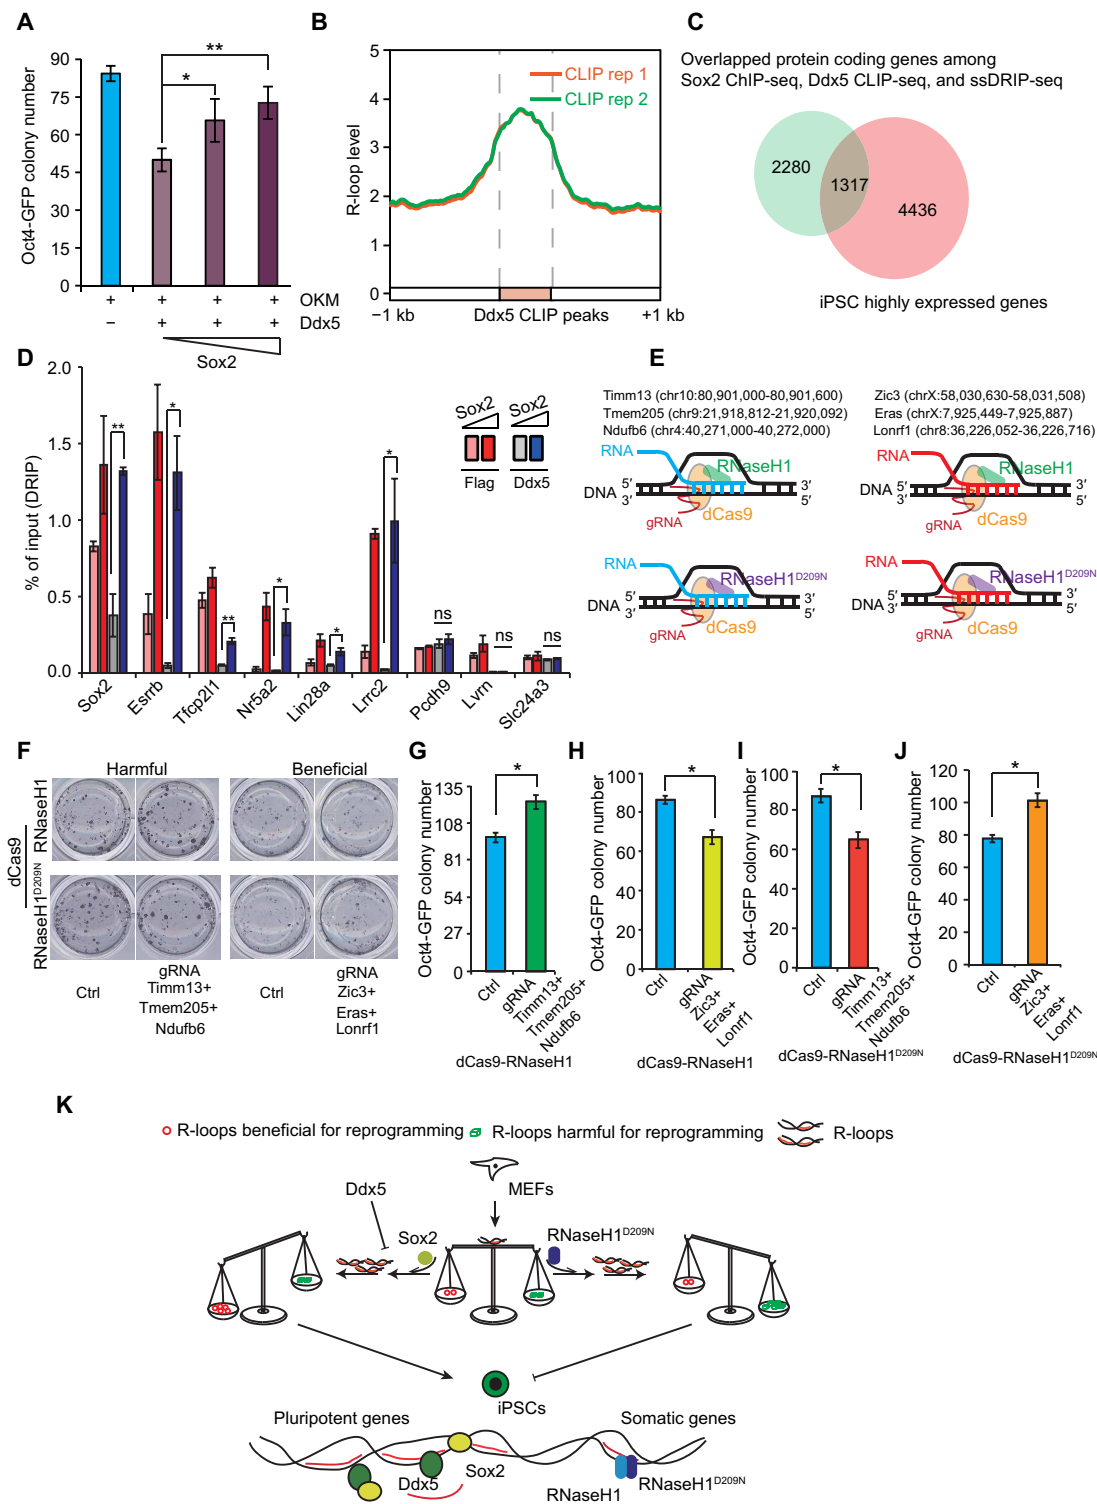 A
Oct4-GFP colony number
90
75
60
45
30
15
0
*
**
+ + + + OKM
− + + + Ddx5
Sox2
B
R-loop level
5
4
3
2
1
0
CLIP rep 1
CLIP rep 2
−1 kb
Ddx5 CLIP peaks
+1 kb
C
Overlapped protein coding genes among
Sox2 ChIP-seq, Ddx5 CLIP-seq, and ssDRIP-seq
2280
1317
4436
iPSC highly expressed genes
D
% of input (DRIP)
2.0
1.5
1.0
0.5
0.0
**
*
**
*
*
*
ns
ns
ns
Sox2 Sox2
Flag Ddx5
Sox2
Esrrb
Tfcp2l1
Nr5a2
Lin28a
Lrrc2
Pcdh9
Lvrn
Slc24a3
E
Timm13 (chr10:80,901,000-80,901,600)
Tmem205 (chr9:21,918,812-21,920,092)
Ndufb6 (chr4:40,271,000-40,272,000)
RNA
RNaseH1
DNA 5′ 3′
3′ 5′
gRNA
dCas9
Zic3 (chrX:58,030,630-58,031,508)
Eras (chrX:7,925,449-7,925,887)
Lonrf1 (chr8:36,226,052-36,226,716)
RNA
RNaseH1
DNA 5′ 3′
3′ 5′
gRNA
dCas9
RNA
RNaseH1D209N
DNA 5′ 3′
3′ 5′
gRNA
dCas9
RNA
RNaseH1D209N
DNA 5′ 3′
3′ 5′
gRNA
dCas9
F
Harmful
Beneficial
dCas9
RNaseH1
RNaseH1D209N
Ctrl
gRNA
Timm13+
Tmem205+
Ndufb6
Ctrl
gRNA
Zic3+
Eras+
Lonrf1
G
Oct4-GFP colony number
135
108
81
54
27
0
*
Ctrl
gRNA
Timm13+
Tmem205+
Ndufb6
dCas9-RNaseH1
H
Oct4-GFP colony number
100
80
60
40
20
0
*
Ctrl
gRNA
Zic3+
Eras+
Lonrf1
dCas9-RNaseH1
I
Oct4-GFP colony number
100
80
60
40
20
0
*
Ctrl
gRNA
Timm13+
Tmem205+
Ndufb6
dCas9-RNaseH1D209N
J
Oct4-GFP colony number
120
100
80
60
40
20
0
*
Ctrl
gRNA
Zic3+
Eras+
Lonrf1
dCas9-RNaseH1D209N
K
R-loops beneficial for reprogramming
R-loops harmful for reprogramming
R-loops
MEFs
Ddx5
Sox2
RNaseH1D209N
iPSCs
Pluripotent genes
Somatic genes
Ddx5
Sox2
RNaseH1
RNaseH1D209N